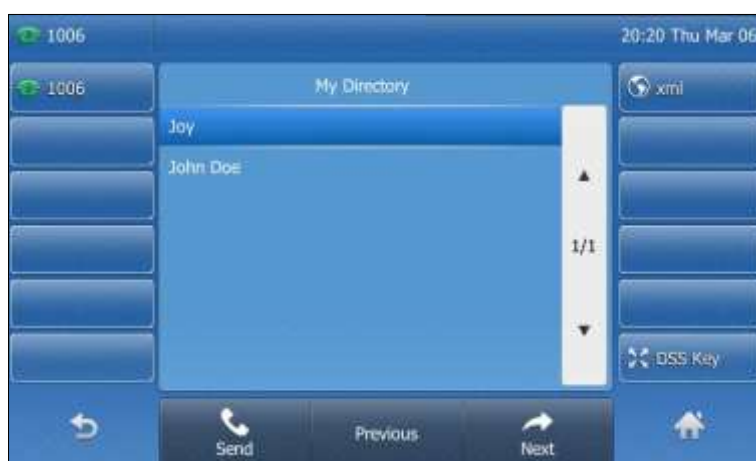 1006
20:20 Thu Mar 06
1006
My Directory
xml
Joy
John Doe
1/1
DSS Key
Send
Previous
Next